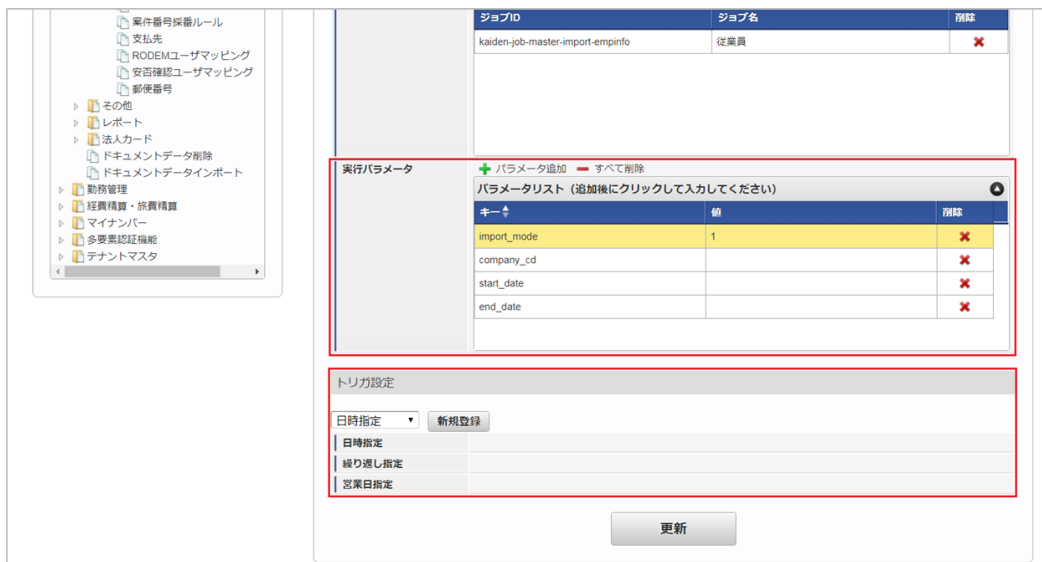 案件番号採番ルール
支払先
RODEMユーザマッピング
安否確認ユーザマッピング
郵便番号
その他
レポート
法人カード
ドキュメントデータ削除
ドキュメントデータインポート
勤務管理
経費精算・旅費精算
マイナンバー
多要素認証機能
テナントマスタ
ジョブID ジョブ名 削除
kaiden-job-master-import-empinfo 従業員
実行パラメータ パラメータ追加 すべて削除
パラメータリスト（追加後にクリックして入力してください）
キー 値 削除
import_mode 1
company_cd
start_date
end_date
トリガ設定
日時指定 新規登録
日時指定
繰り返し指定
営業日指定
更新